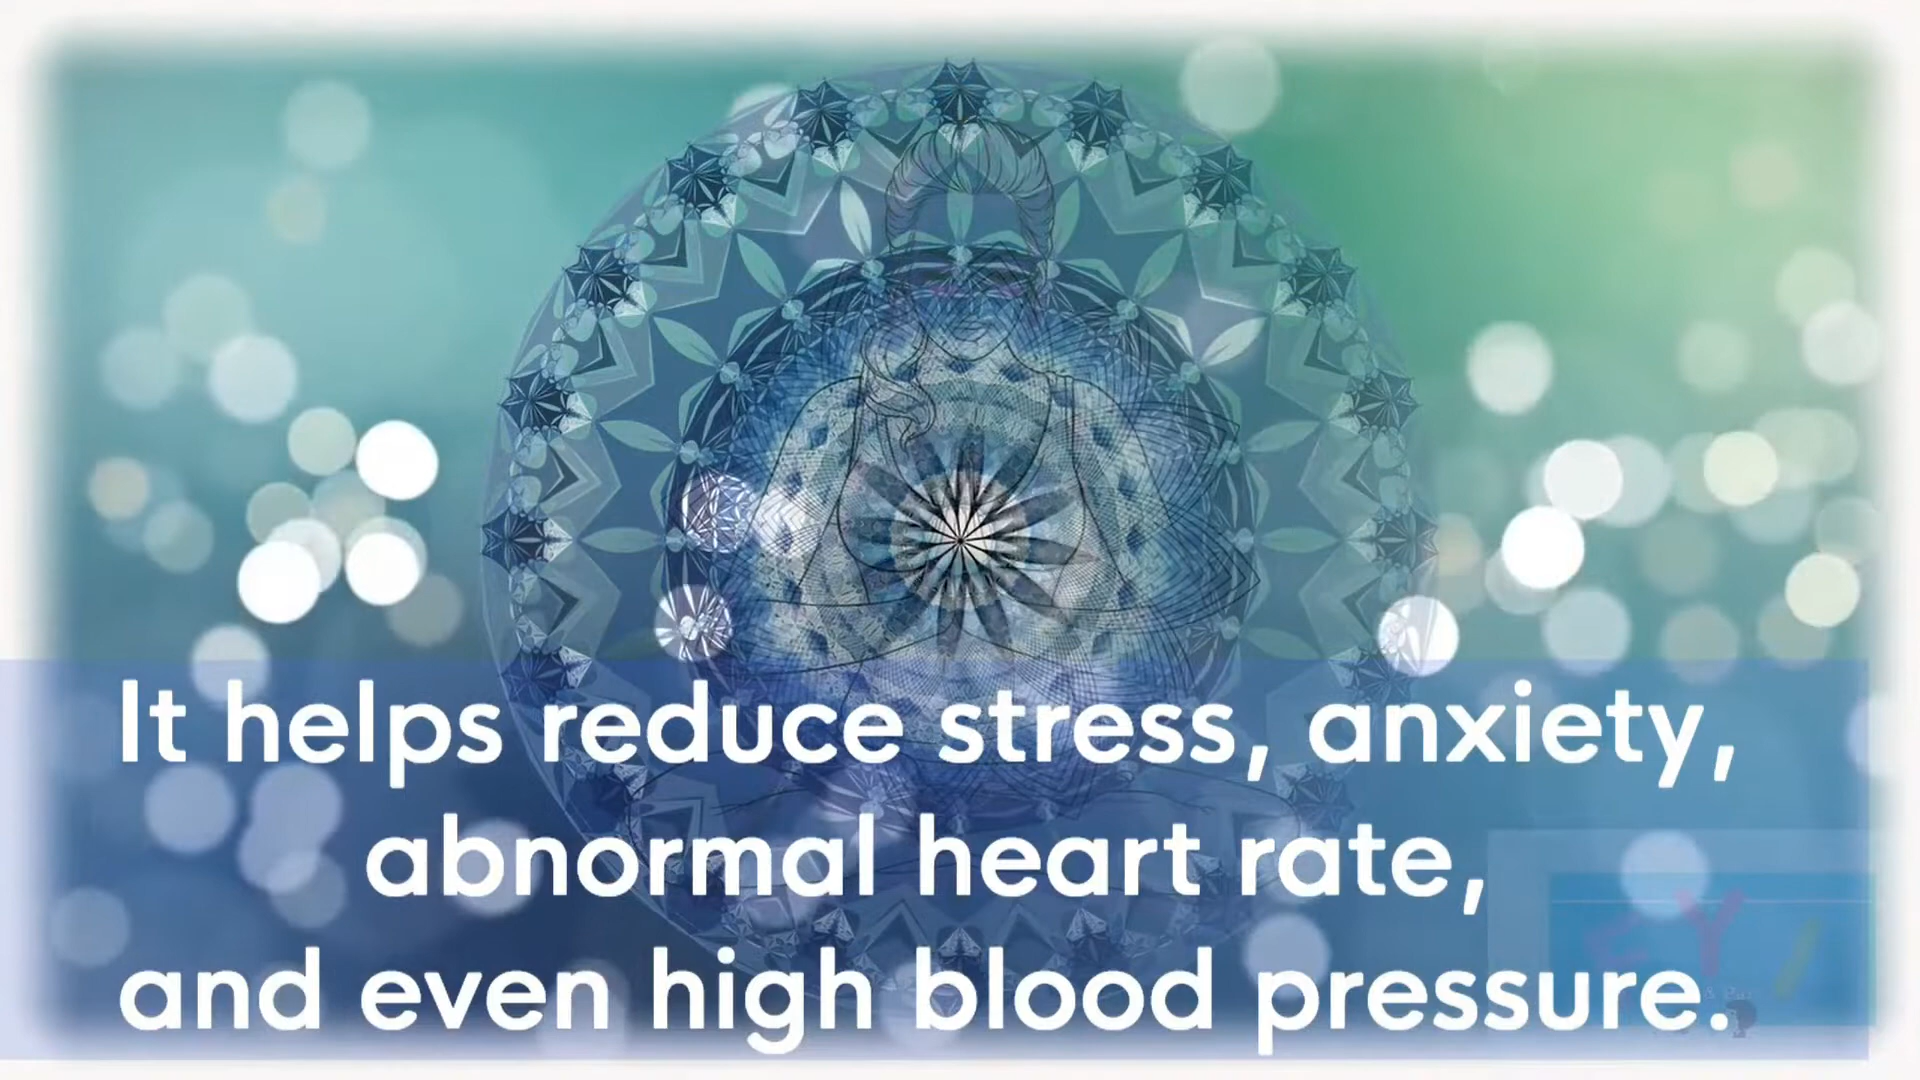 It helps reduce stress, anxiety,
abnormal heart rate,
and even high blood pressure.